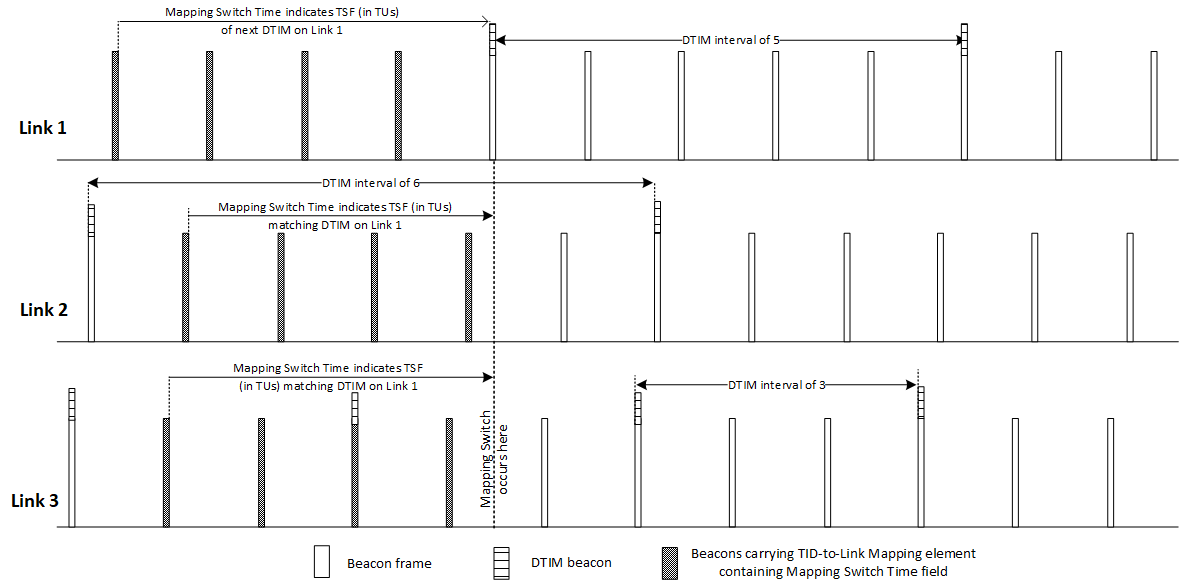 Mapping Switch Time indicates TSF (in TUs)
of next DTIM on Link 1
DTIM interval of 5
Link 1
DTIM interval of 6
Mapping Switch Time indicates TSF (in TUs)
matching DTIM on Link 1
Link 2
Mapping Switch Time indicates TSF
(in TUs) matching DTIM on Link 1
DTIM interval of 3
Mapping Switch
occurs here
Link 3
Beacon frame
DTIM beacon
Beacons carrying TID-to-Link Mapping element
containing Mapping Switch Time field